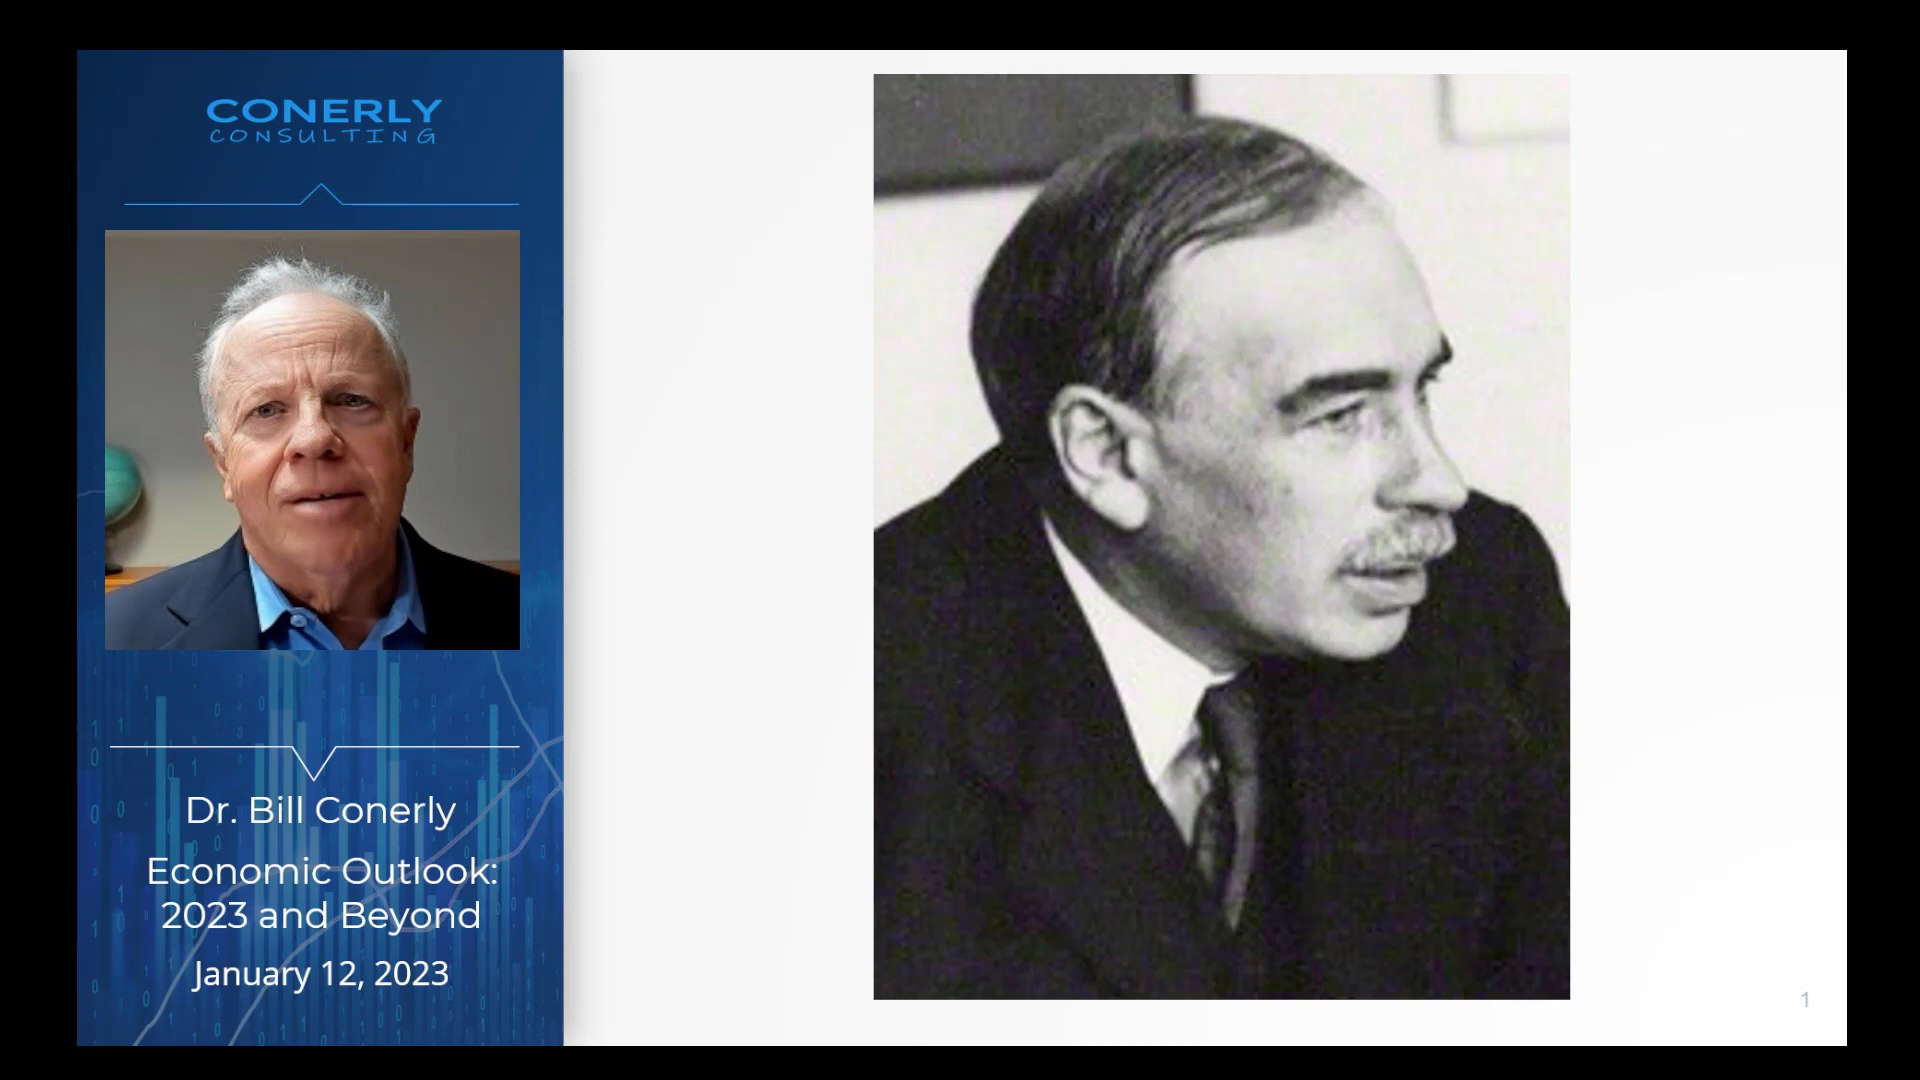 CONERLY
CONSULTING
Dr. Bill Conerly
Economic Outlook:
2023 and Beyond
January 12, 2023
1